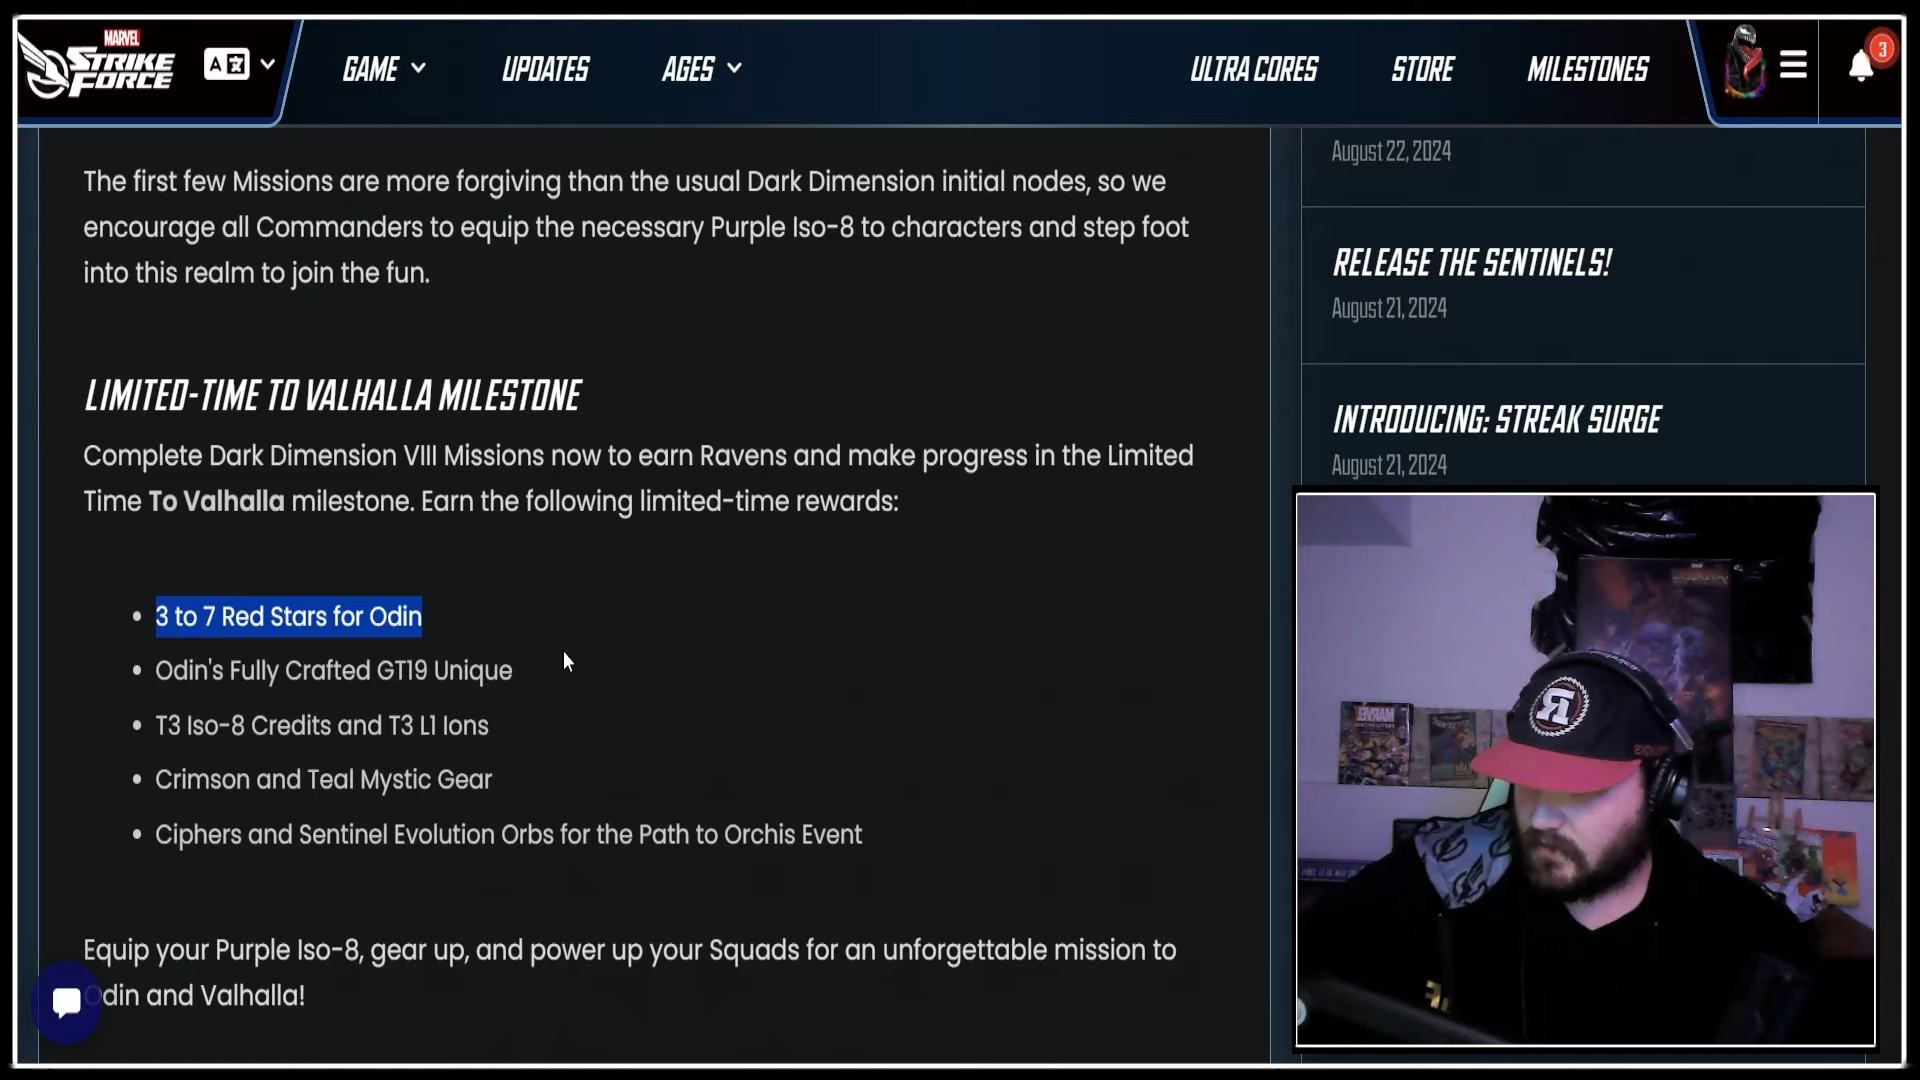 MARVEL
STRIKE
FORCE
GAME
UPDATES
AGES
ULTRA CORES
STORE
MILESTONES
3
The first few Missions are more forgiving than the usual Dark Dimension initial nodes, so we
encourage all Commanders to equip the necessary Purple Iso-8 to characters and step foot
into this realm to join the fun.
LIMITED-TIME TO VALHALLA MILESTONE
Complete Dark Dimension VIII Missions now to earn Ravens and make progress in the Limited
Time To Valhalla milestone. Earn the following limited-time rewards:
• 3 to 7 Red Stars for Odin
• Odin's Fully Crafted GT19 Unique
• T3 Iso-8 Credits and T3 L1 Ions
• Crimson and Teal Mystic Gear
• Ciphers and Sentinel Evolution Orbs for the Path to Orchis Event
Equip your Purple Iso-8, gear up, and power up your Squads for an unforgettable mission to
Odin and Valhalla!
August 22, 2024
RELEASE THE SENTINELS!
August 21, 2024
INTRODUCING: STREAK SURGE
August 21, 2024
MARVEL
R